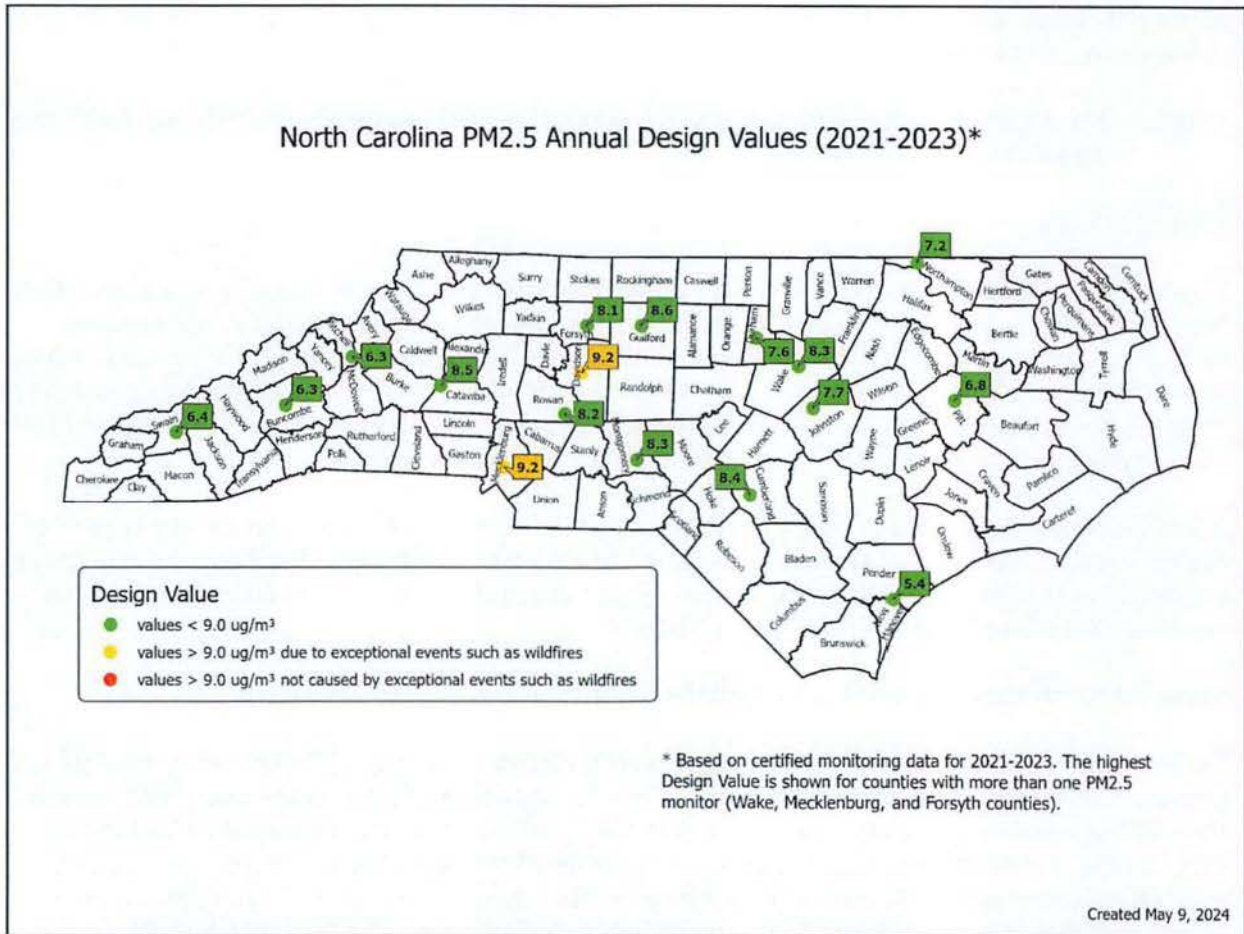 North Carolina PM2.5 Annual Design Values (2021-2023)*
7.2
Ashe
Alleghany
Surry
Stokes
Rockingham
Caswell
Person
Granville
Vance
Warren
Northampton
Gates
Camden
Currituck
Pasquotank
Perquimans
Chowan
Hertford
Halifax
Bertie
Watauga
Wilkes
Yadkin
Forsyth
8.1
8.6
Guilford
Alamance
Orange
Durham
Franklin
Nash
Edgecombe
Martin
Washington
Tyrrell
Dare
Mitchell
Avery
6.3
Caldwell
Alexander
8.5
Iredell
Davie
Davidson
9.2
Randolph
Chatham
7.6
8.3
Wake
Wilson
6.8
Pitt
Beaufort
Hyde
Madison
Yancey
6.3
McDowell
Burke
Catawba
Rowan
8.2
7.7
Johnston
Greene
Swain
6.4
Haywood
Buncombe
Rutherford
Lincoln
Cabarrus
Stanly
Montgomery
8.3
Moore
Lee
Harnett
Wayne
Lenoir
Craven
Pamlico
Graham
Jackson
Henderson
Polk
Cleveland
Gaston
Mecklenburg
9.2
8.4
Cumberland
Sampson
Jones
Carteret
Cherokee
Clay
Macon
Transylvania
Union
Anson
Richmond
Scotland
Hoke
Duplin
Onslow
Robeson
Bladen
Pender
5.4
Columbus
New Hanover
Brunswick
Design Value
values < 9.0 ug/m³
values > 9.0 ug/m³ due to exceptional events such as wildfires
values > 9.0 ug/m³ not caused by exceptional events such as wildfires
* Based on certified monitoring data for 2021-2023. The highest
Design Value is shown for counties with more than one PM2.5
monitor (Wake, Mecklenburg, and Forsyth counties).
Created May 9, 2024